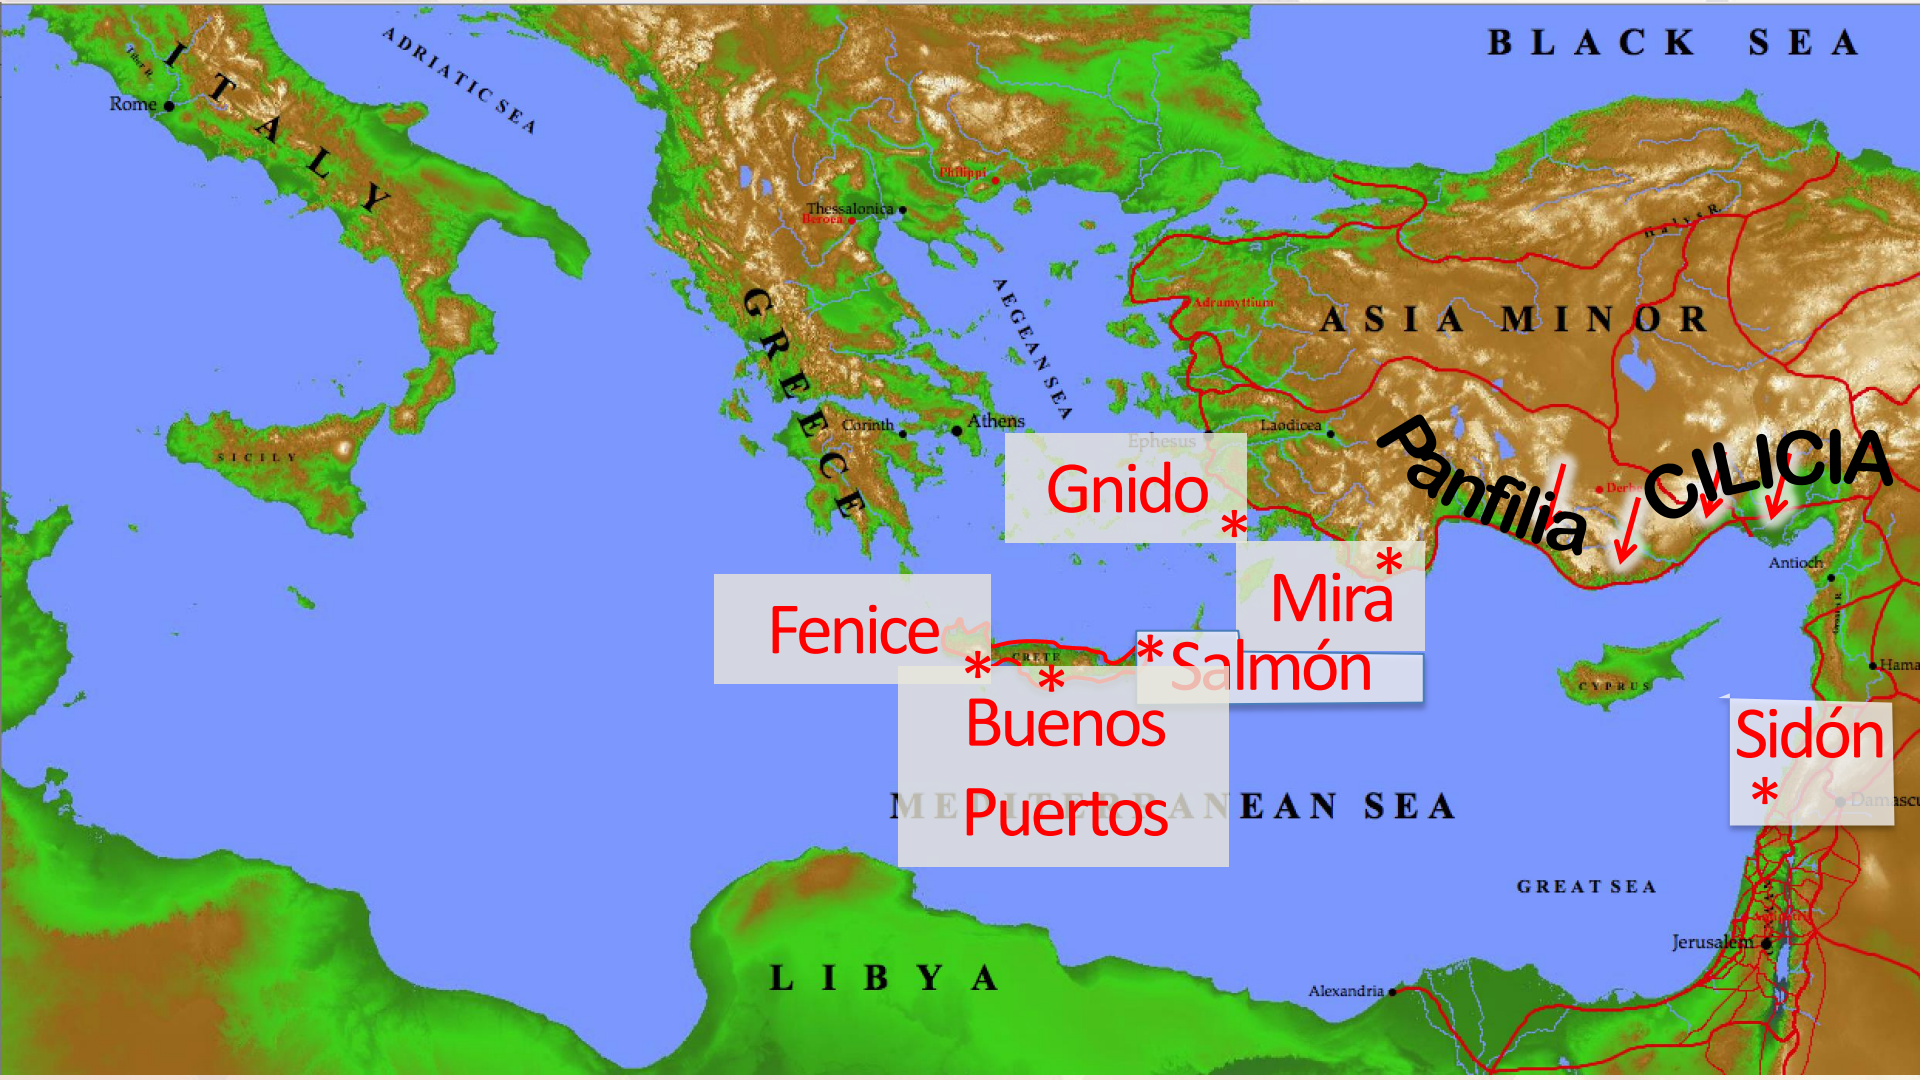 BLACK SEA
ADRIATIC SEA
ITALY
Tiber R.
Rome
Philippi
Thessalonica
Beroea
Halys R.
GREECE
AEGEAN SEA
Adramyttium
ASIA MINOR
Corinth
Athens
Laodicea
Ephesus
SICILY
Panfilia
CILICIA
Gnido
*
Antioch
Mira
*
Fenice
*
CRETE
*
*
Salmón
Hama
CYPRUS
Buenos
Puertos
Sidón
*
MEDITERRANEAN SEA
GREAT SEA
Jerusalem
LIBYA
Alexandria